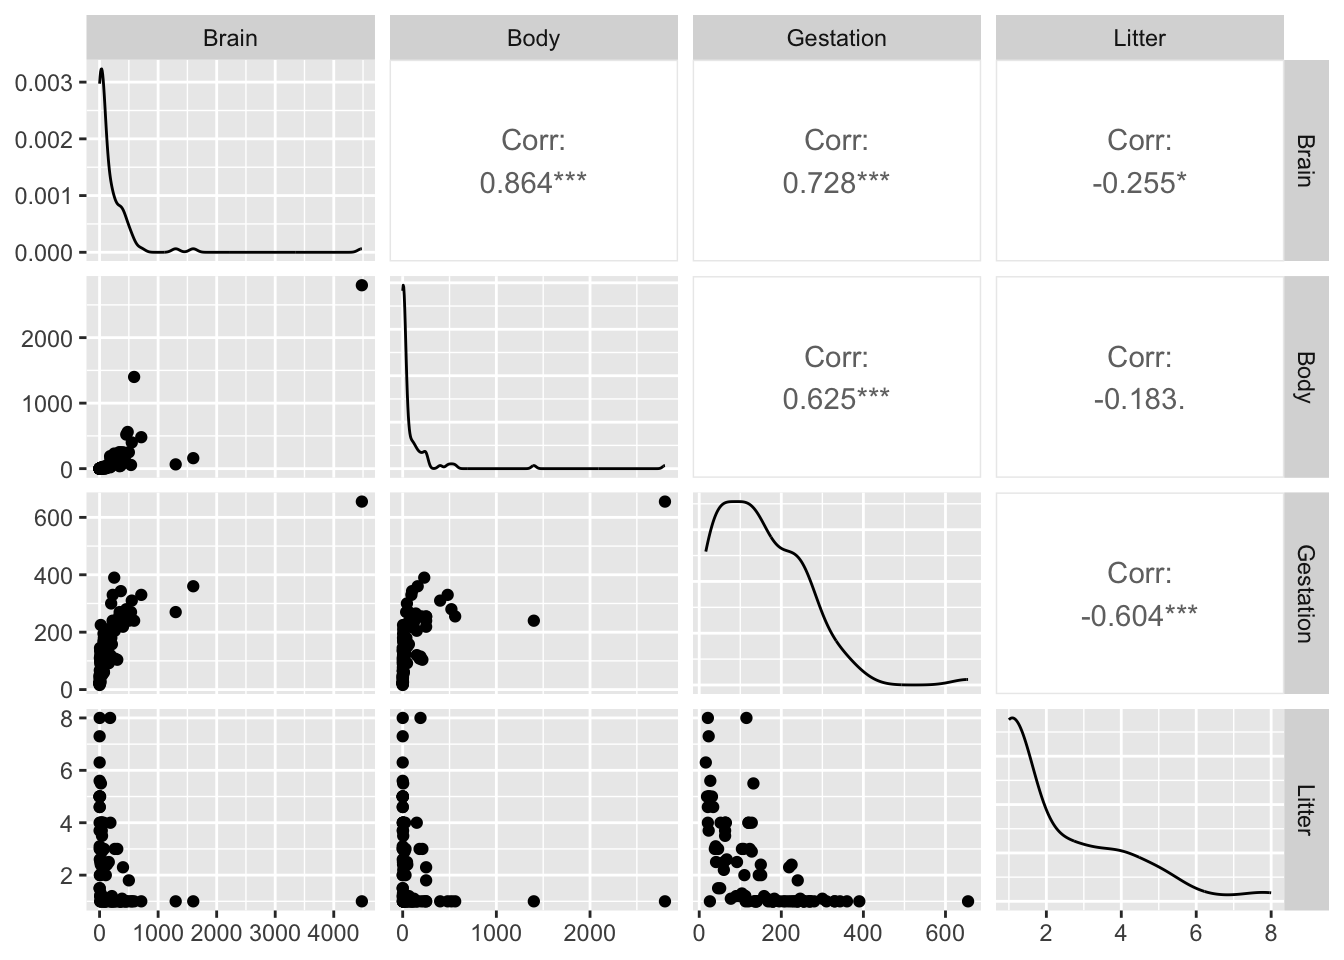 Brain Body Gestation Litter
0.003
0.002
0.001
0.000
Corr:
0.864***
Corr:
0.728***
Corr:
-0.255*
Brain
2000
1000
0
Corr:
0.625***
Corr:
-0.183.
Body
600
400
200
0
Corr:
-0.604***
Gestation
8
6
4
2
Litter
0 1000 2000 3000 4000
0 1000 2000
0 200 400 600
2 4 6 8